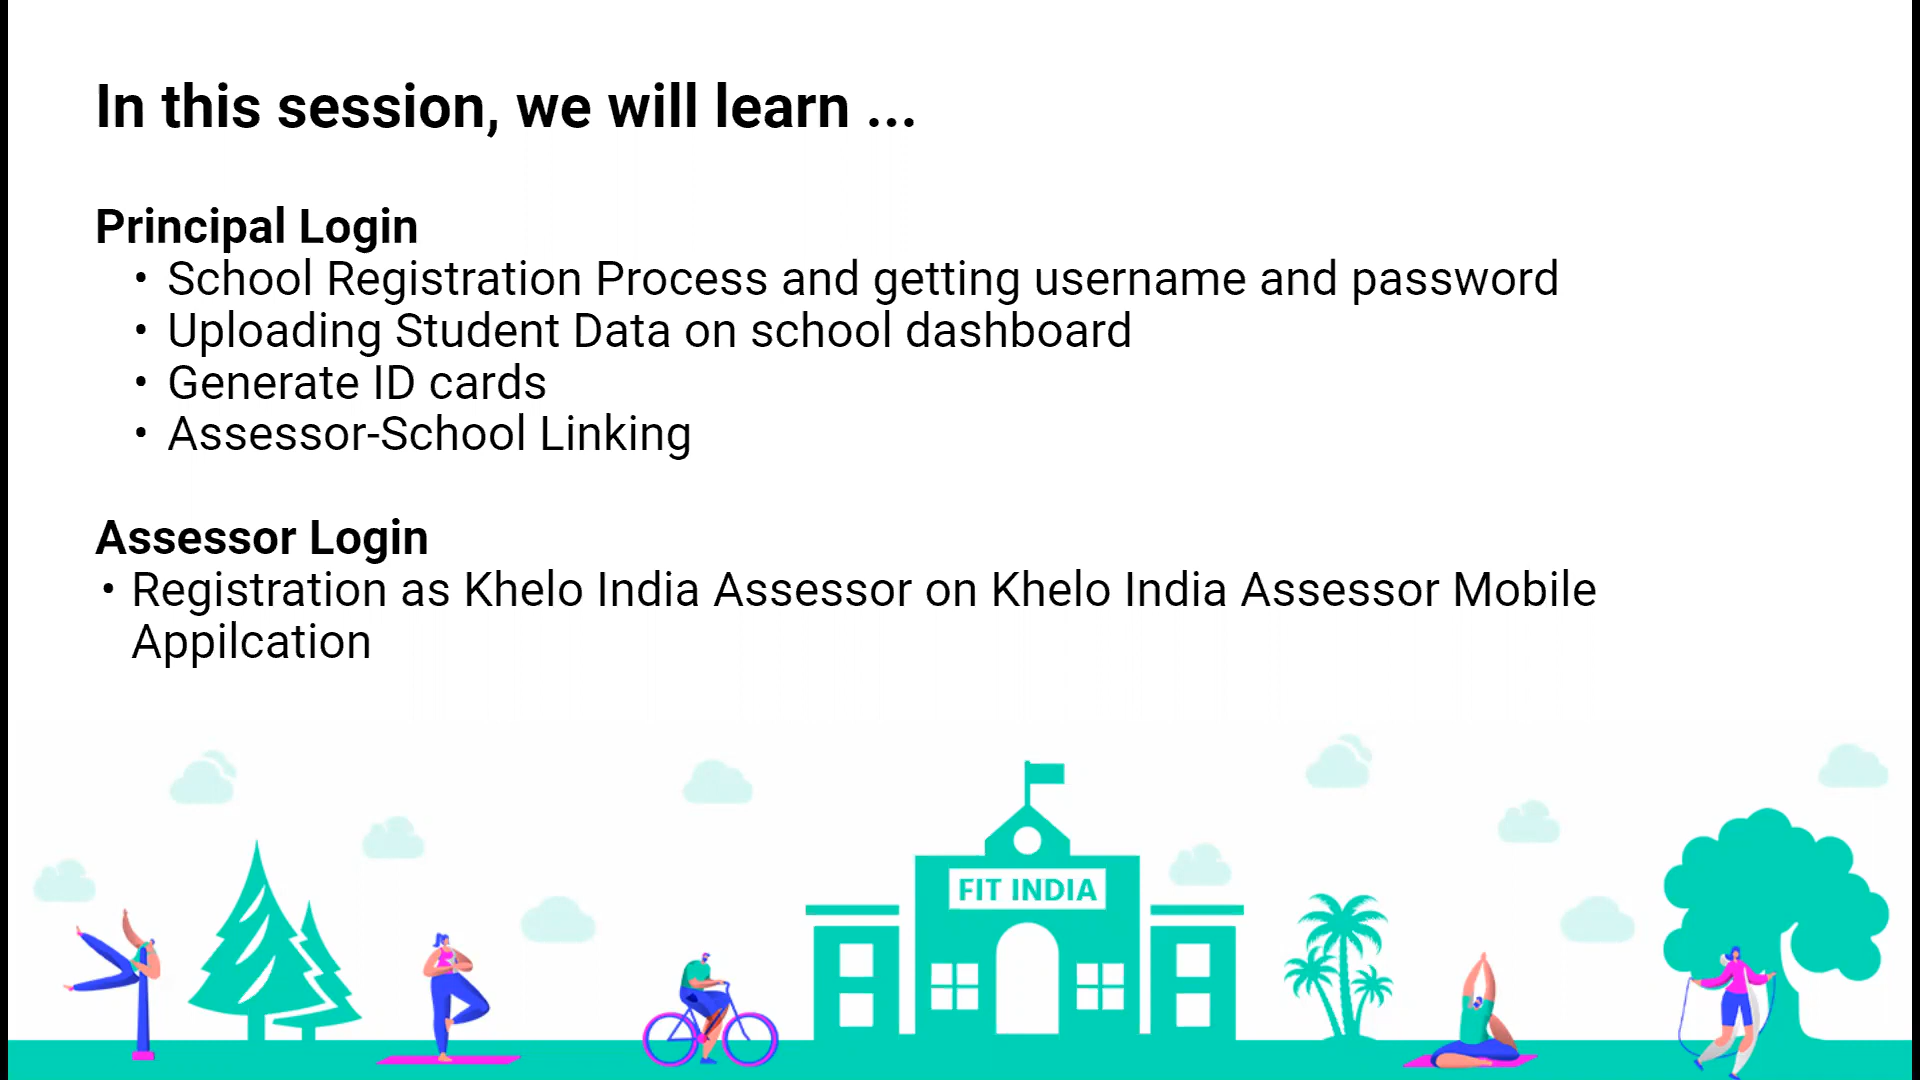 In this session, we will learn ...
Principal Login
• School Registration Process and getting username and password
• Uploading Student Data on school dashboard
• Generate ID cards
• Assessor-School Linking
Assessor Login
• Registration as Khelo India Assessor on Khelo India Assessor Mobile
Appilcation
FIT INDIA